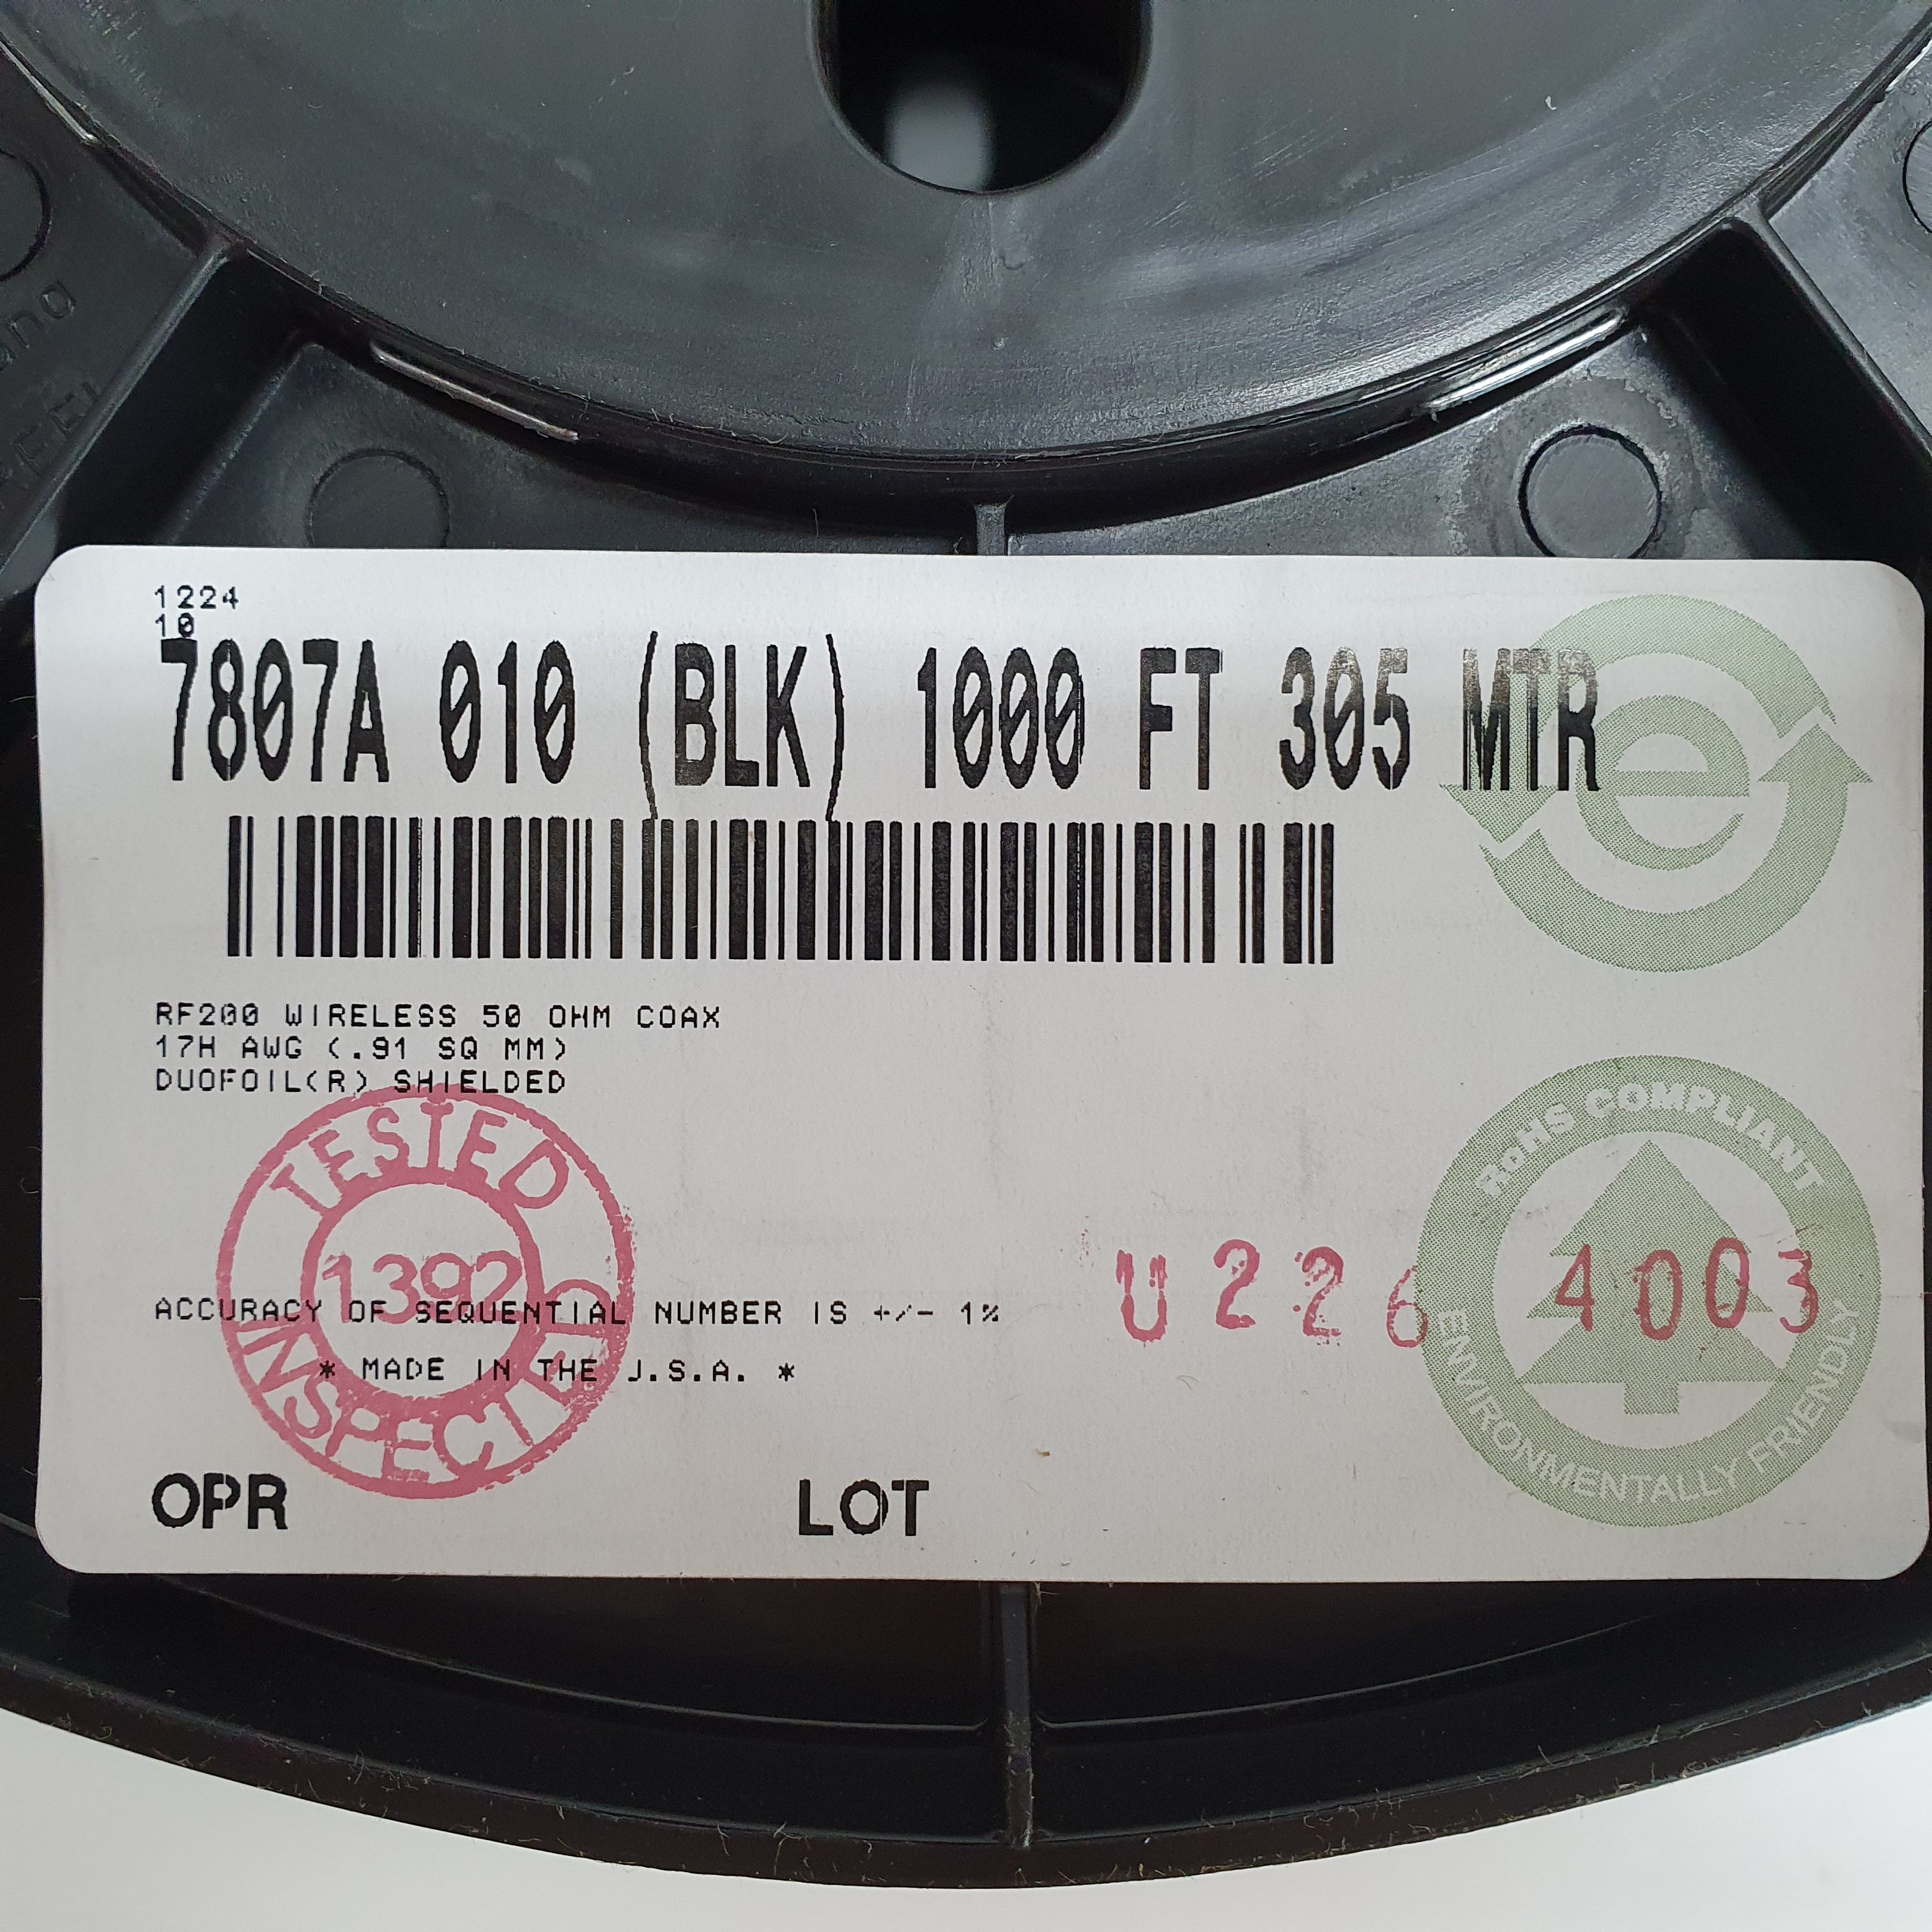 1224
10
7807A 010 (BLK) 1000 FT 305 MTR
e
RF200 WIRELESS 50 OHM COAX
17H AWG (.91 SQ MM)
DUOFOIL(R) SHIELDED
TESTED
1392
INSPECTED
RoHS COMPLIANT
ENVIRONMENTALLY FRIENDLY
U226 4003
ACCURACY OF SEQUENTIAL NUMBER IS +/- 1%
* MADE IN THE U.S.A. *
OPR LOT